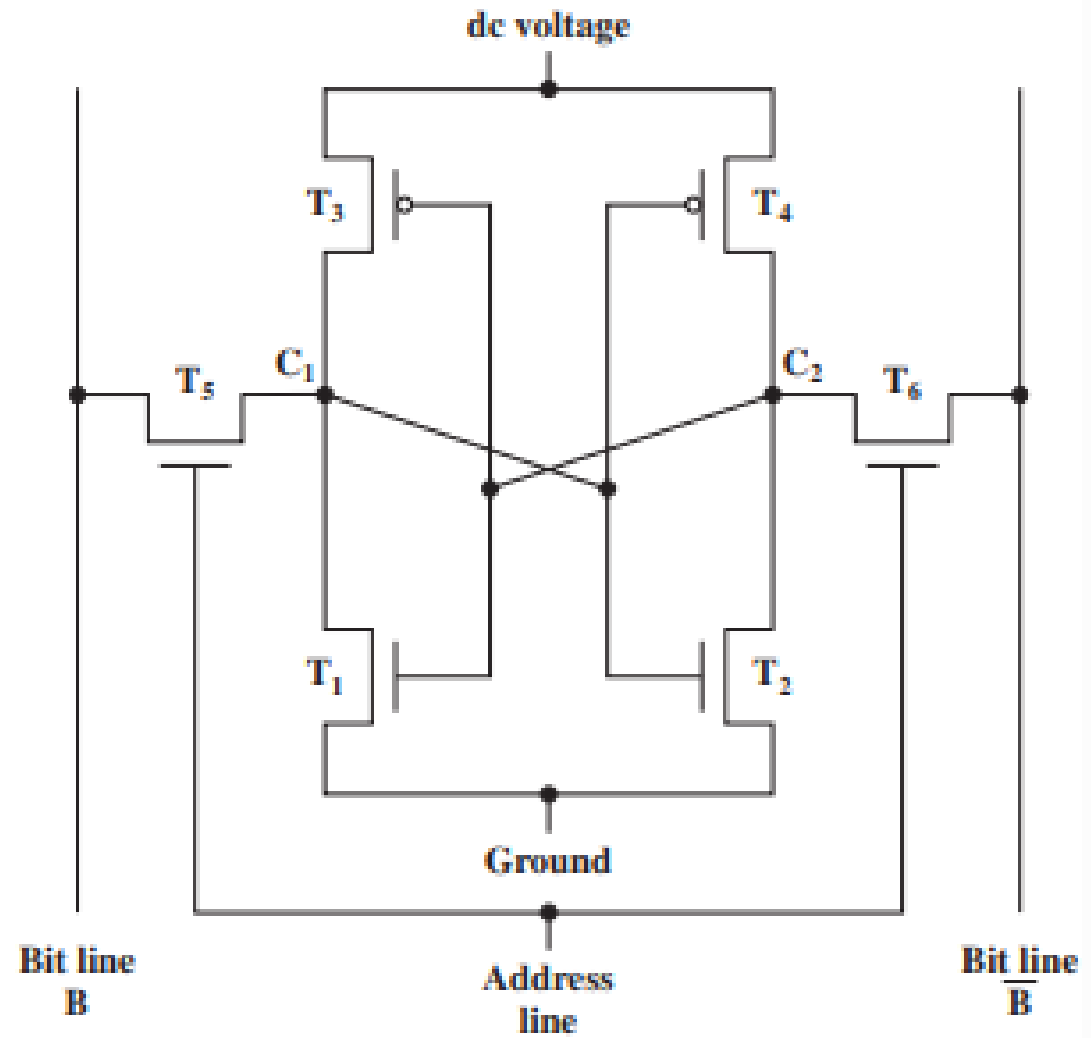 dc voltage
T₃
T₄
T₅
C₁
C₂
T₆
T₁
T₂
Ground
Bit line
B
Address
line
Bit line
B̅